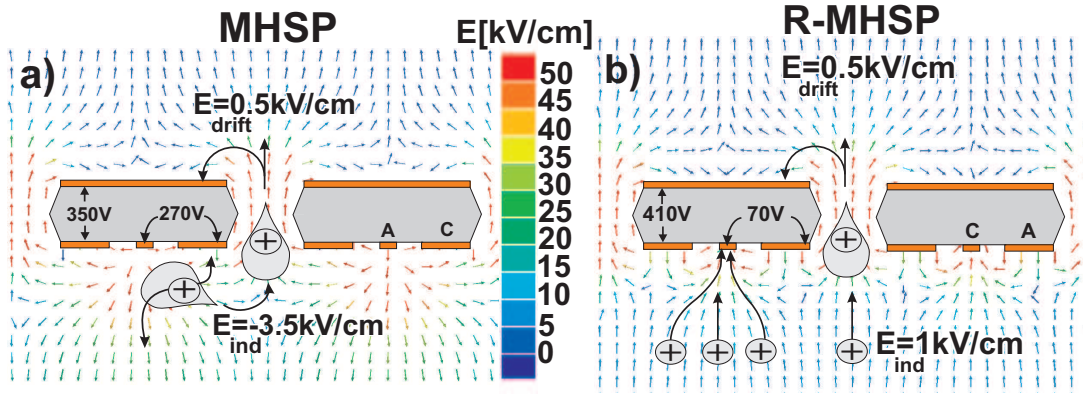 MHSP
R-MHSP
a)
E=0.5kV/cm
drift
350V
270V
A
C
+
+
E=-3.5kV/cm
ind
E[kV/cm]
50
45
40
35
30
25
20
15
10
5
0
b)
E=0.5kV/cm
drift
410V
70V
C
A
+
+
+
+
+
E=1kV/cm
ind